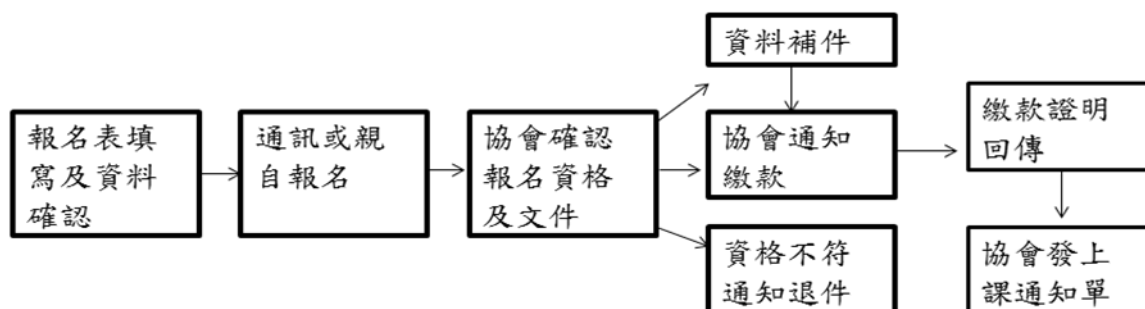 報名表填
寫及資料
確認
通訊或親
自報名
協會確認
報名資格
及文件
資料補件
協會通知
繳款
資格不符
通知退件
繳款證明
回傳
協會發上
課通知單